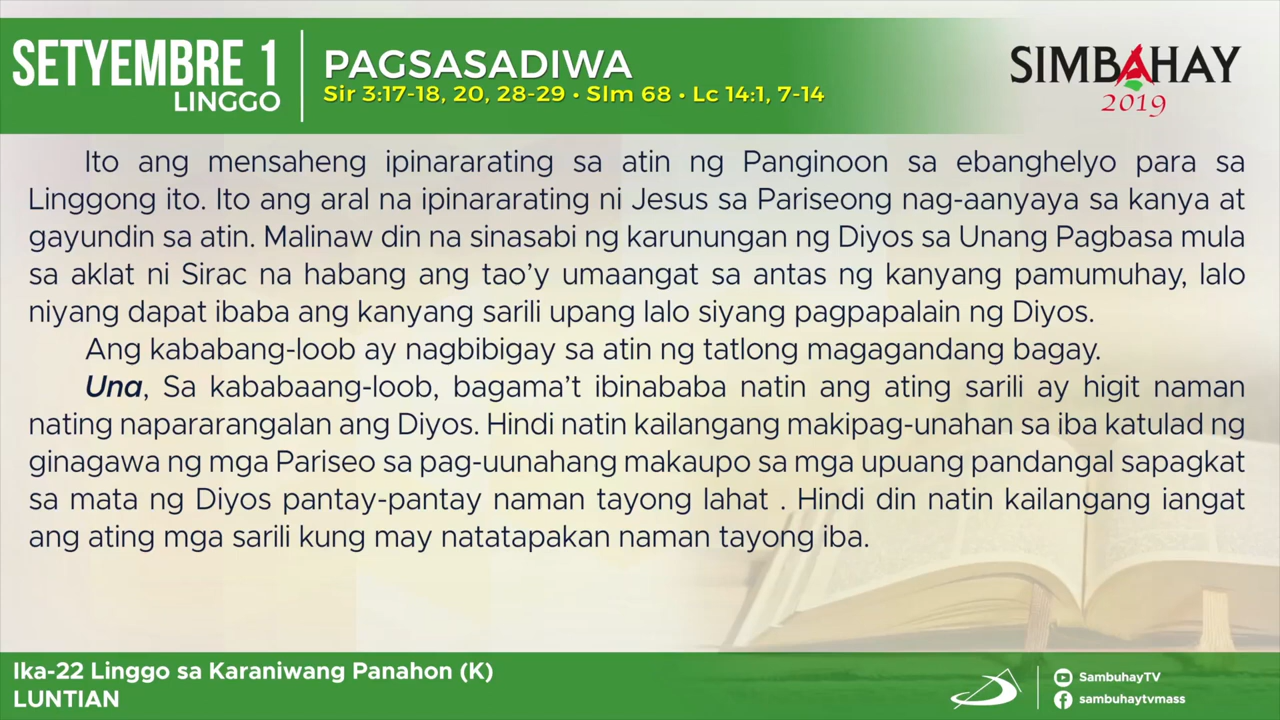 SETYEMBRE 1
LINGGO
PAGSASADIWA
Sir 3:17-18, 20, 28-29 • Slm 68 • Lc 14:1, 7-14
SIMBAHAY
2019
Ito ang mensaheng ipinararating sa atin ng Panginoon sa ebanghelyo para sa
Linggong ito. Ito ang aral na ipinararating ni Jesus sa Pariseong nag-aanyaya sa kanya at
gayundin sa atin. Malinaw din na sinasabi ng karunungan ng Diyos sa Unang Pagbasa mula
sa aklat ni Sirac na habang ang tao’y umaangat sa antas ng kanyang pamumuhay, lalo
niyang dapat ibaba ang kanyang sarili upang lalo siyang pagpapalain ng Diyos.
Ang kababang-loob ay nagbibigay sa atin ng tatlong magagandang bagay.
Una, Sa kababaang-loob, bagama’t ibinababa natin ang ating sarili ay higit naman
nating napararangalan ang Diyos. Hindi natin kailangang makipag-unahan sa iba katulad ng
ginagawa ng mga Pariseo sa pag-uunahang makaupo sa mga upuang pandangal sapagkat
sa mata ng Diyos pantay-pantay naman tayong lahat . Hindi din natin kailangang iangat
ang ating mga sarili kung may natatapakan naman tayong iba.
Ika-22 Linggo sa Karaniwang Panahon (K)
LUNTIAN
SambuhayTV
sambuhaytvmass